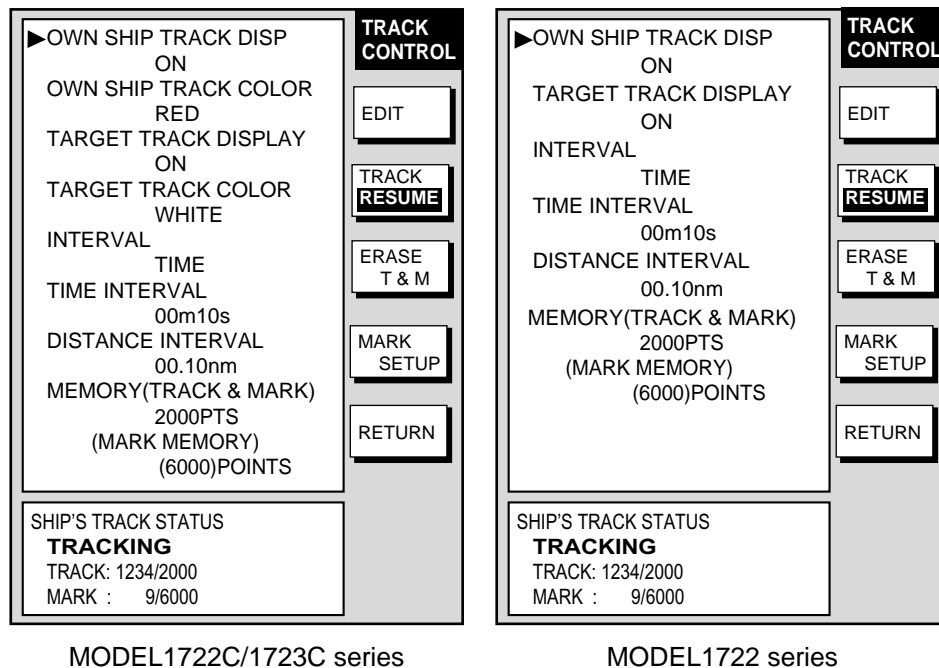 ▶OWN SHIP TRACK DISP
ON
OWN SHIP TRACK COLOR
RED
TARGET TRACK DISPLAY
ON
TARGET TRACK COLOR
WHITE
INTERVAL
TIME
TIME INTERVAL
00m10s
DISTANCE INTERVAL
00.10nm
MEMORY(TRACK & MARK)
2000PTS
(MARK MEMORY)
(6000)POINTS
TRACK
CONTROL
EDIT
TRACK
RESUME
ERASE
T & M
MARK
SETUP
RETURN
SHIP'S TRACK STATUS
TRACKING
TRACK: 1234/2000
MARK : 9/6000
MODEL1722C/1723C series
▶OWN SHIP TRACK DISP
ON
TARGET TRACK DISPLAY
ON
INTERVAL
TIME
TIME INTERVAL
00m10s
DISTANCE INTERVAL
00.10nm
MEMORY(TRACK & MARK)
2000PTS
(MARK MEMORY)
(6000)POINTS
TRACK
CONTROL
EDIT
TRACK
RESUME
ERASE
T & M
MARK
SETUP
RETURN
SHIP'S TRACK STATUS
TRACKING
TRACK: 1234/2000
MARK : 9/6000
MODEL1722 series